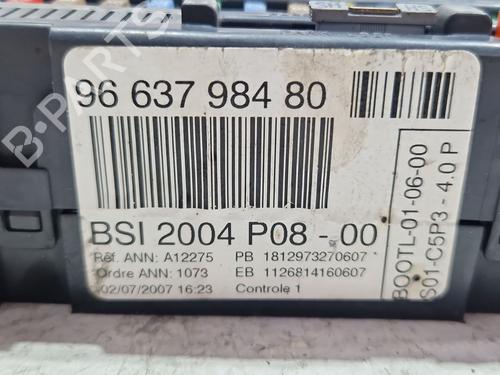 96 637 984 80
BSI 2004 P08 - 00
Réf. ANN: A12275 PB 1812973270607
Ordre ANN: 1073 EB 1126814160607
02/07/2007 16:23 Controle 1
BOOTL-01-06-00
S01-C5P3 - 4.0 P
B-PARTS